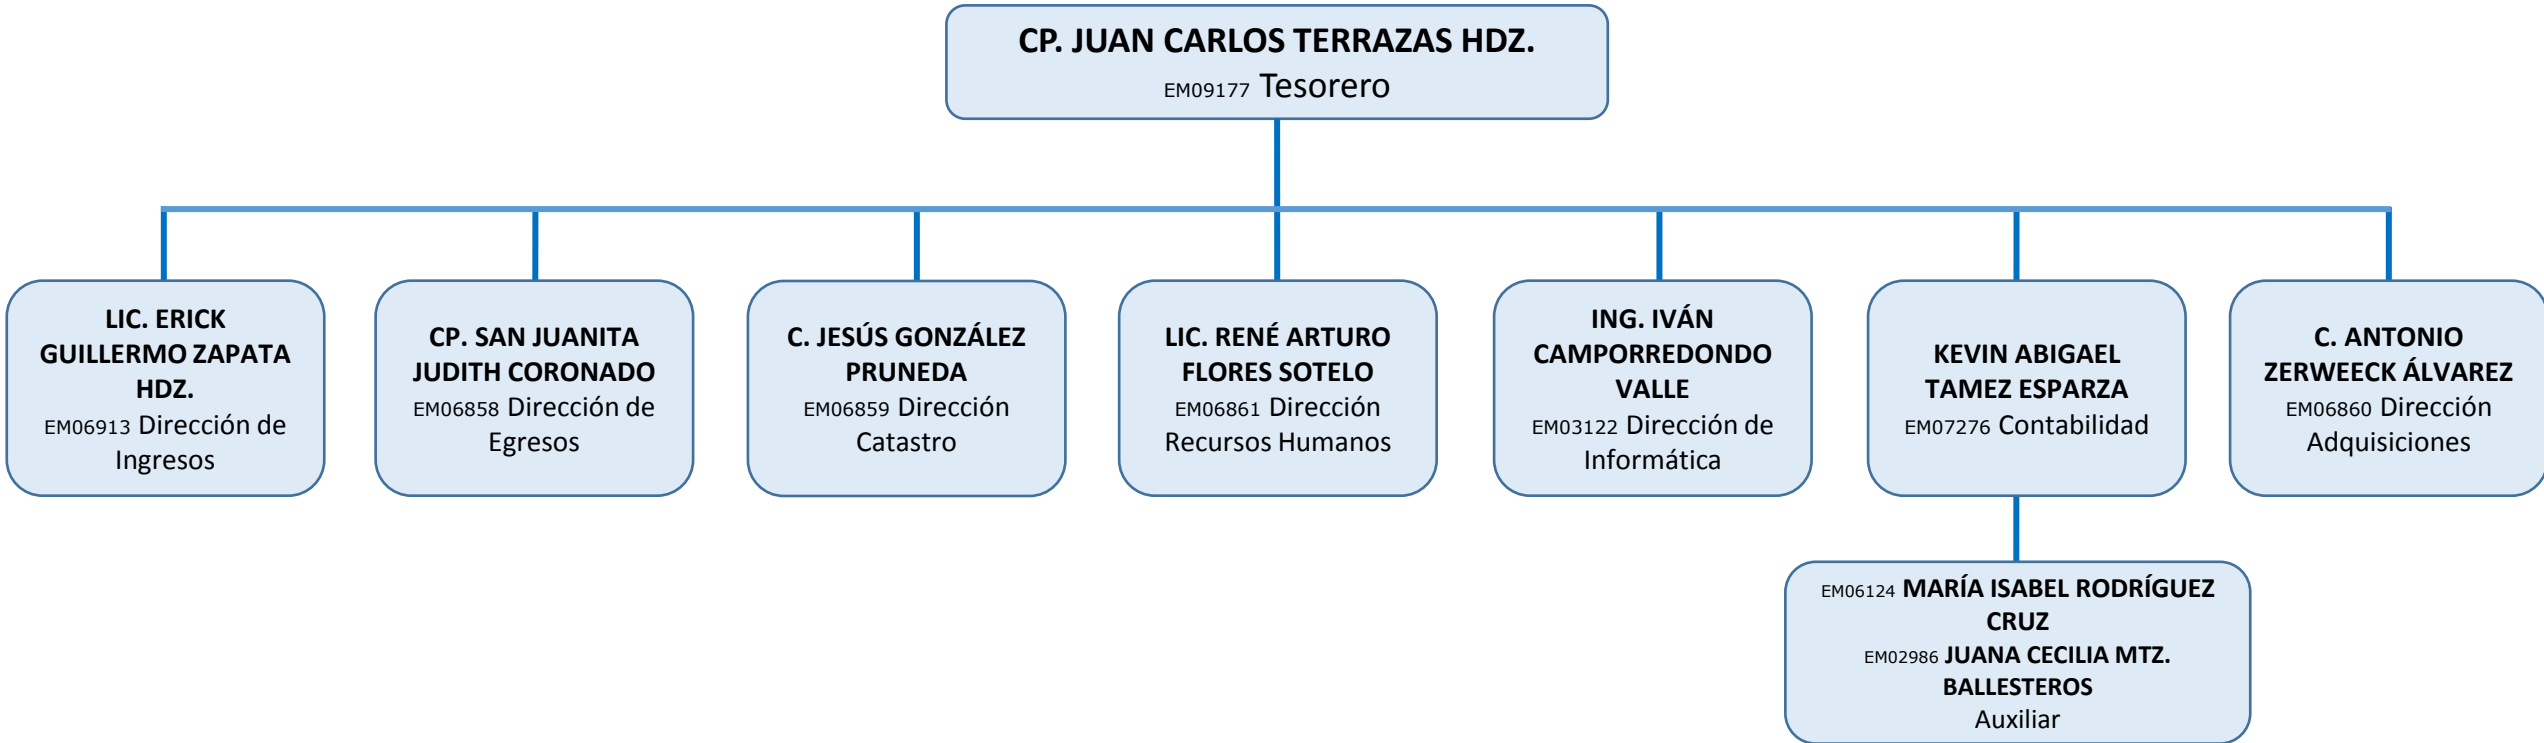 CP. JUAN CARLOS TERRAZAS HDZ.
EM09177 Tesorero
LIC. ERICK
GUILLERMO ZAPATA
HDZ.
EM06913 Dirección de
Ingresos
CP. SAN JUANITA
JUDITH CORONADO
EM06858 Dirección de
Egresos
C. JESÚS GONZÁLEZ
PRUNEDA
EM06859 Dirección
Catastro
LIC. RENÉ ARTURO
FLORES SOTELO
EM06861 Dirección
Recursos Humanos
ING. IVÁN
CAMPORREDONDO
VALLE
EM03122 Dirección de
Informática
KEVIN ABIGAEL
TAMEZ ESPARZA
EM07276 Contabilidad
C. ANTONIO
ZERWEECK ÁLVAREZ
EM06860 Dirección
Adquisiciones
EM06124 MARÍA ISABEL RODRÍGUEZ
CRUZ
EM02986 JUANA CECILIA MTZ.
BALLESTEROS
Auxiliar